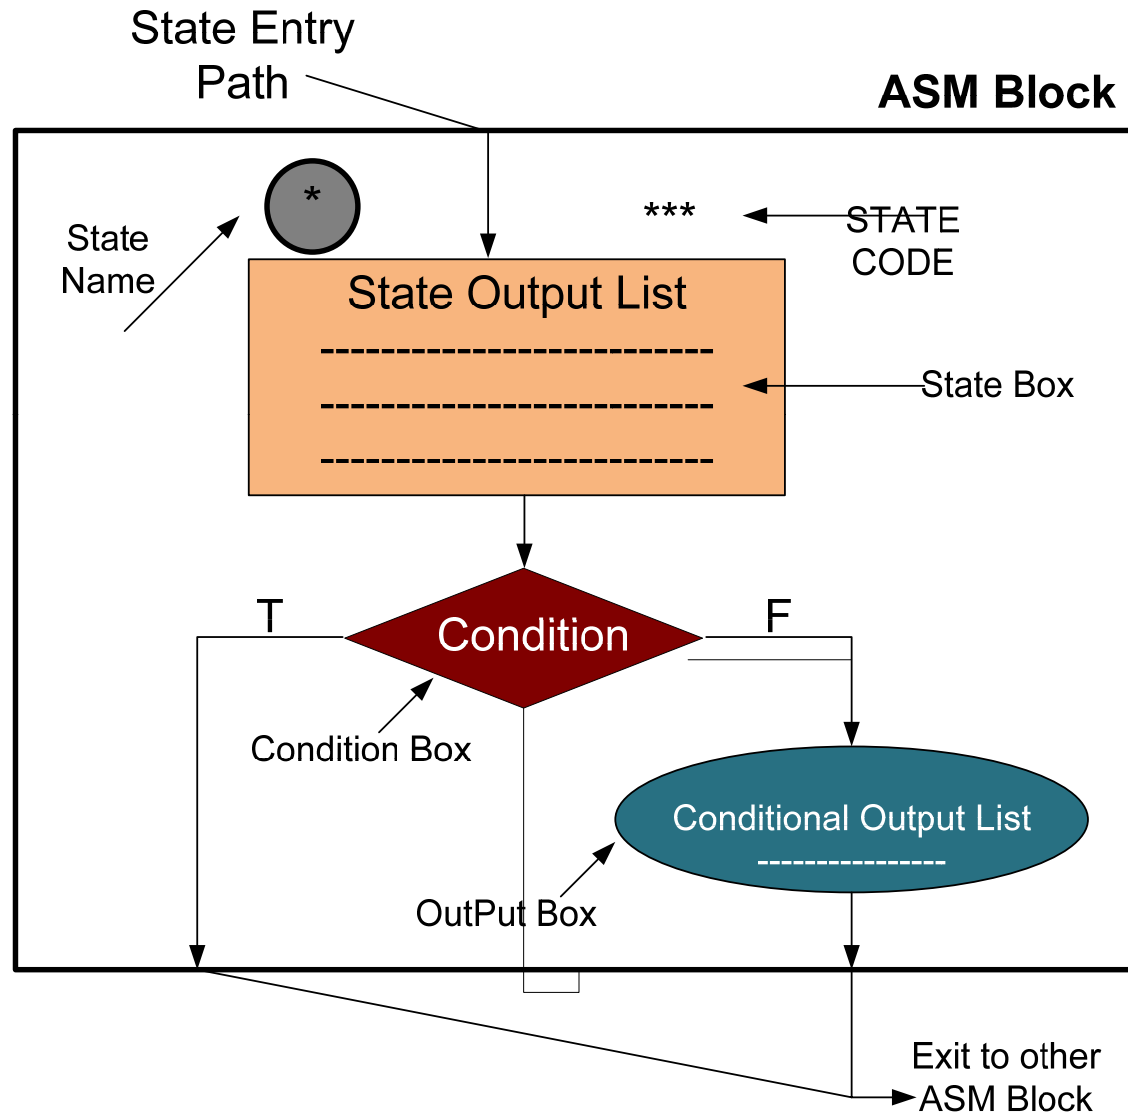 State Entry
Path
ASM Block
*
***
STATE
CODE
State
Name
State Output List
--------------------------
--------------------------
--------------------------
State Box
T
F
Condition
Condition Box
Conditional Output List
----------------
OutPut Box
Exit to other
ASM Block